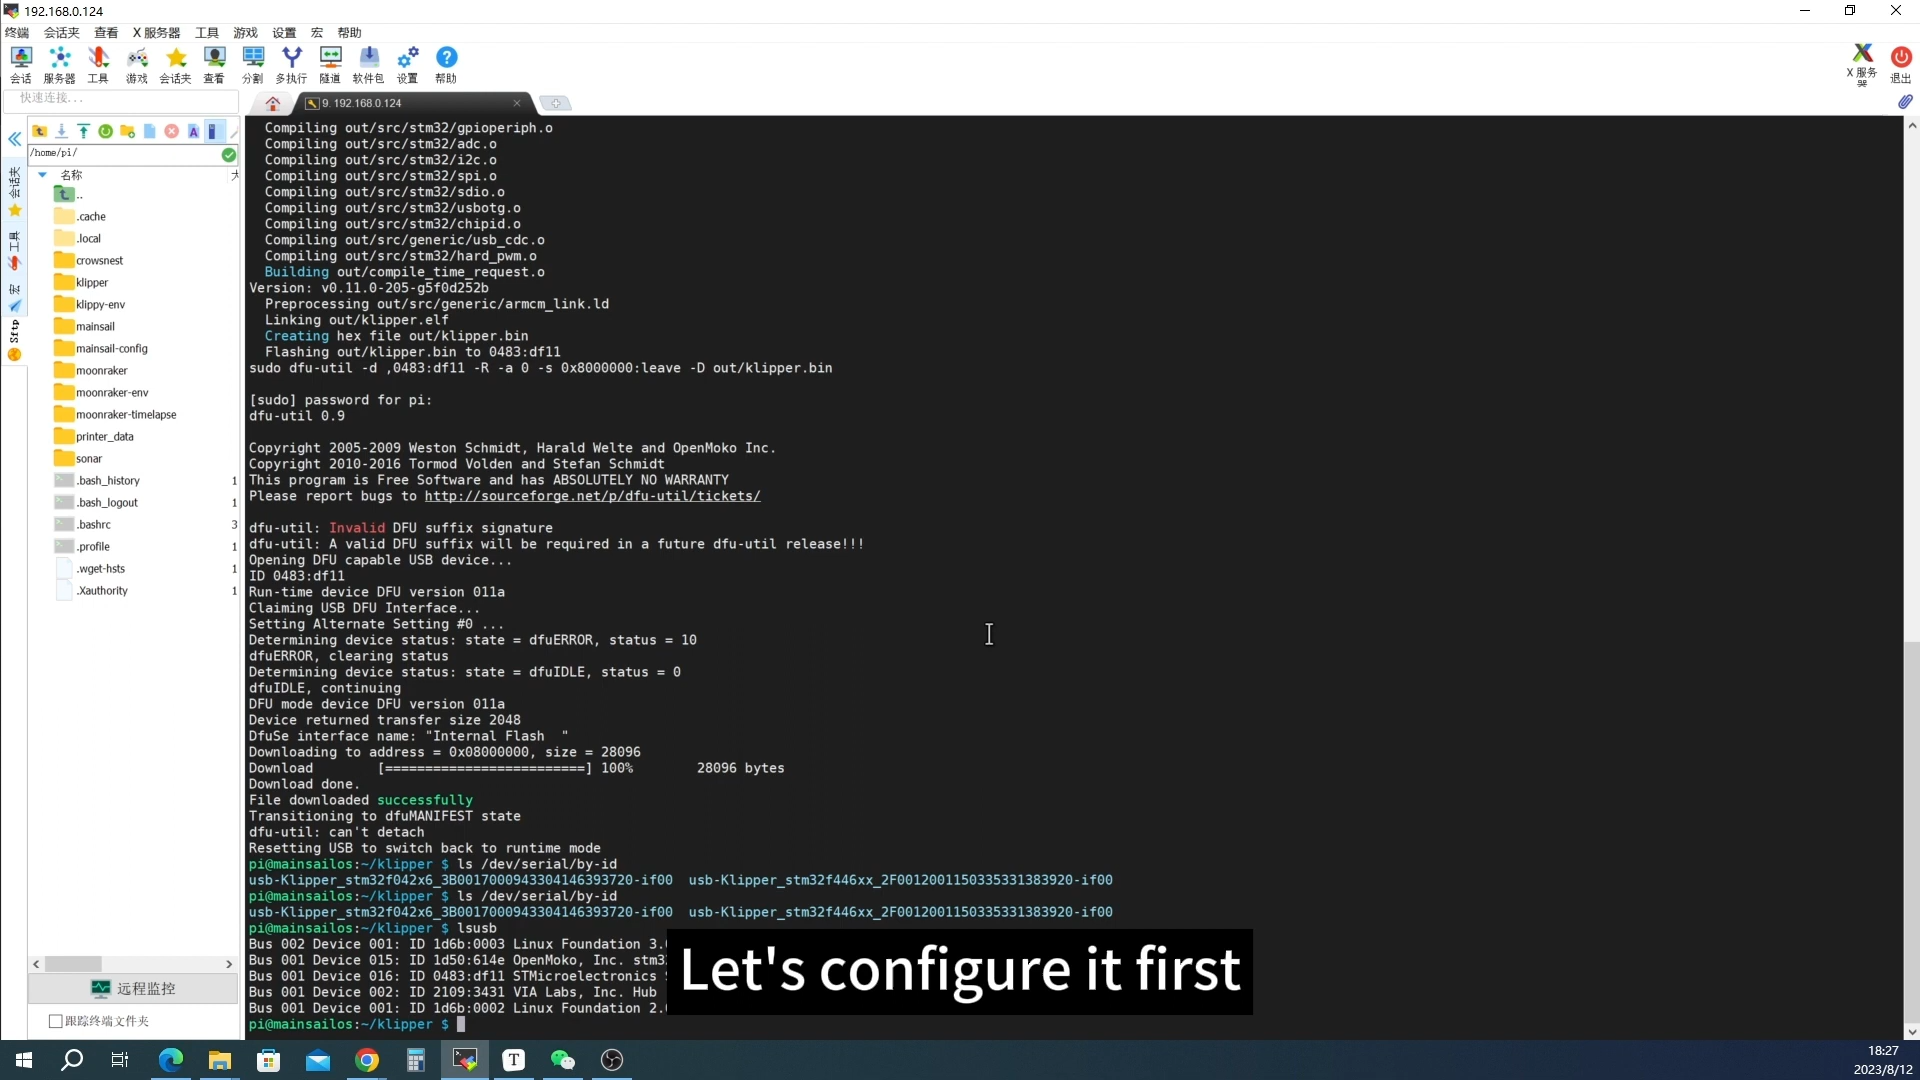 192.168.0.124
终端 会话夹 查看 X 服务器 工具 游戏 设置 宏 帮助
会话 服务器 工具 游戏 会话夹 查看 分割 多执行 隧道 软件包 设置 帮助
X 服务器 退出
快速连接...
9. 192.168.0.124
/home/pi/
名称
..
.cache
.local
crowsnest
klipper
klippy-env
mainsail
mainsail-config
moonraker
moonraker-env
moonraker-timelapse
printer_data
sonar
.bash_history 1
.bash_logout 1
.bashrc 3
.profile 1
.wget-hsts 1
.Xauthority 1
会话夹
工具
宏
Sftp
远程监控
跟踪终端文件夹
Compiling out/src/stm32/gpioperiph.o
Compiling out/src/stm32/adc.o
Compiling out/src/stm32/i2c.o
Compiling out/src/stm32/spi.o
Compiling out/src/stm32/sdio.o
Compiling out/src/stm32/usbotg.o
Compiling out/src/stm32/chipid.o
Compiling out/src/generic/usb_cdc.o
Compiling out/src/stm32/hard_pwm.o
Building out/compile_time_request.o
Version: v0.11.0-205-g5f0d252b
Preprocessing out/src/generic/armcm_link.ld
Linking out/klipper.elf
Creating hex file out/klipper.bin
Flashing out/klipper.bin to 0483:df11
sudo dfu-util -d ,0483:df11 -R -a 0 -s 0x8000000:leave -D out/klipper.bin
[sudo] password for pi:
dfu-util 0.9
Copyright 2005-2009 Weston Schmidt, Harald Welte and OpenMoko Inc.
Copyright 2010-2016 Tormod Volden and Stefan Schmidt
This program is Free Software and has ABSOLUTELY NO WARRANTY
Please report bugs to http://sourceforge.net/p/dfu-util/tickets/
dfu-util: Invalid DFU suffix signature
dfu-util: A valid DFU suffix will be required in a future dfu-util release!!!
Opening DFU capable USB device...
ID 0483:df11
Run-time device DFU version 011a
Claiming USB DFU Interface...
Setting Alternate Setting #0 ...
Determining device status: state = dfuERROR, status = 10
dfuERROR, clearing status
Determining device status: state = dfuIDLE, status = 0
dfuIDLE, continuing
DFU mode device DFU version 011a
Device returned transfer size 2048
DfuSe interface name: "Internal Flash  "
Downloading to address = 0x08000000, size = 28096
Download [=========================] 100% 28096 bytes
Download done.
File downloaded successfully
Transitioning to dfuMANIFEST state
dfu-util: can't detach
Resetting USB to switch back to runtime mode
pi@mainsailos:~/klipper $ ls /dev/serial/by-id
usb-Klipper_stm32f042x6_3B0017000943304146393720-if00 usb-Klipper_stm32f446xx_2F0012001150335331383920-if00
pi@mainsailos:~/klipper $ ls /dev/serial/by-id
usb-Klipper_stm32f042x6_3B0017000943304146393720-if00 usb-Klipper_stm32f446xx_2F0012001150335331383920-if00
pi@mainsailos:~/klipper $ lsusb
Bus 002 Device 001: ID 1d6b:0003 Linux Foundation 3.
Bus 001 Device 015: ID 1d50:614e OpenMoko, Inc. stm3
Bus 001 Device 016: ID 0483:df11 STMicroelectronics
Bus 001 Device 002: ID 2109:3431 VIA Labs, Inc. Hub
Bus 001 Device 001: ID 1d6b:0002 Linux Foundation 2.
pi@mainsailos:~/klipper $
Let's configure it first
18:27
2023/8/12